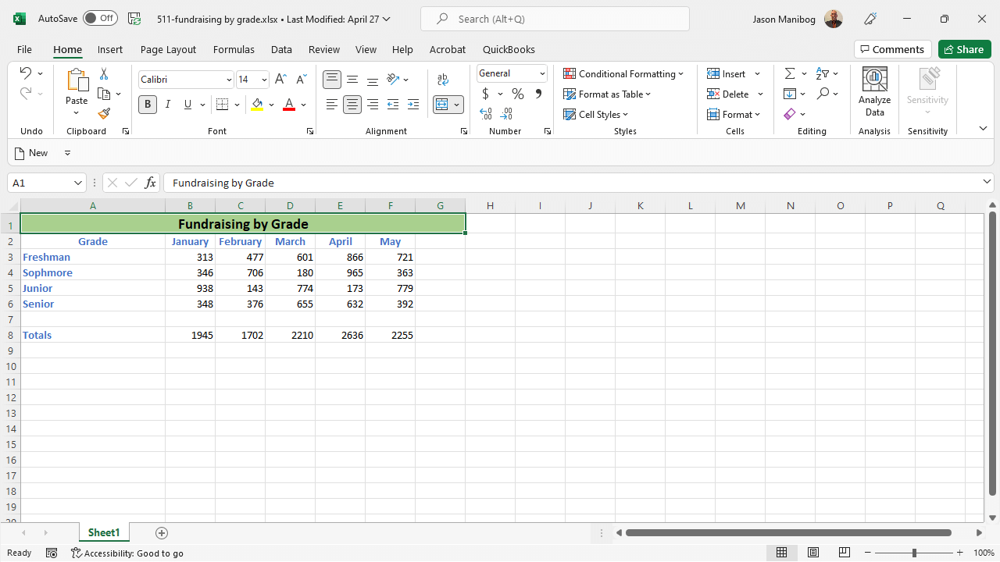 AutoSave Off 511-fundraising by grade.xlsx • Last Modified: April 27 Search (Alt+Q) Jason Manibog
File Home Insert Page Layout Formulas Data Review View Help Acrobat QuickBooks Comments Share
Calibri 14 General Conditional Formatting Insert
Paste Format as Table Delete Analyze Data Sensitivity
Cell Styles Format
Undo Clipboard Font Alignment Number Styles Cells Editing Analysis Sensitivity
New
A1 fx Fundraising by Grade
A B C D E F G H I J K L M N O P Q
1 Fundraising by Grade
2 Grade January February March April May
3 Freshman 313 477 601 866 721
4 Sophmore 346 706 180 965 363
5 Junior 938 143 774 173 779
6 Senior 348 376 655 632 392
7
8 Totals 1945 1702 2210 2636 2255
9
10
11
12
13
14
15
16
17
18
19
20
Sheet1
Ready Accessibility: Good to go 100%